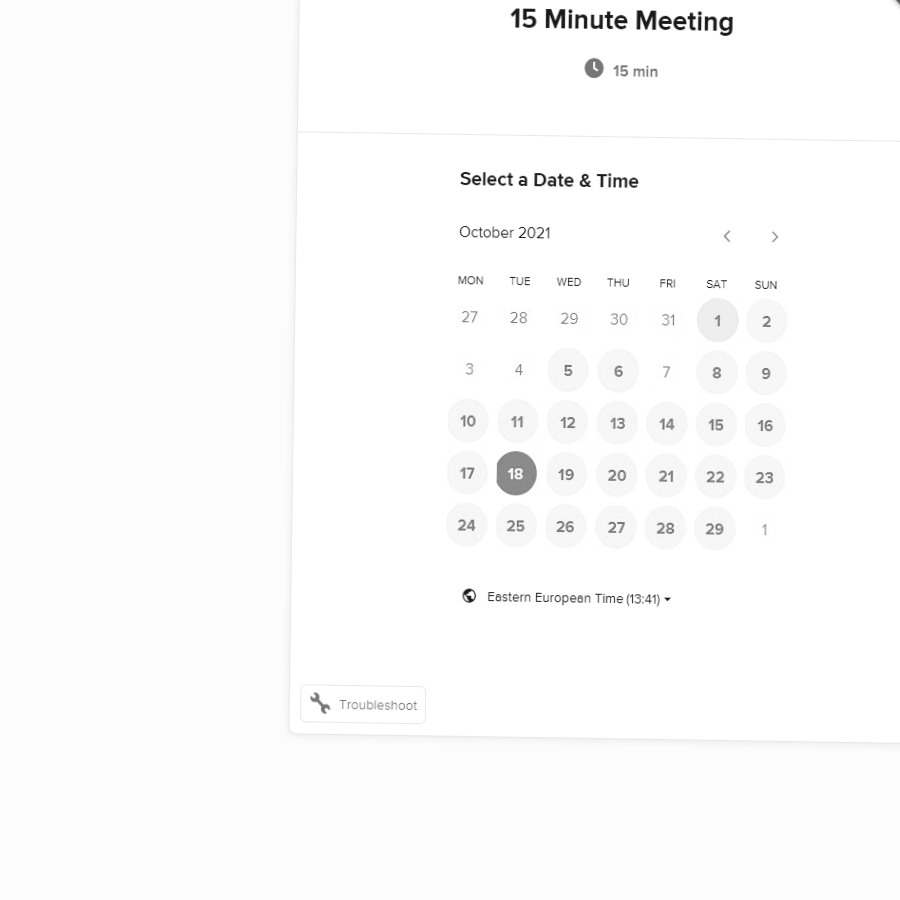 15 Minute Meeting
15 min
Select a Date & Time
October 2021
MON TUE WED THU FRI SAT SUN
27 28 29 30 31 1 2
3 4 5 6 7 8 9
10 11 12 13 14 15 16
17 18 19 20 21 22 23
24 25 26 27 28 29 1
Eastern European Time (13:41)
Troubleshoot